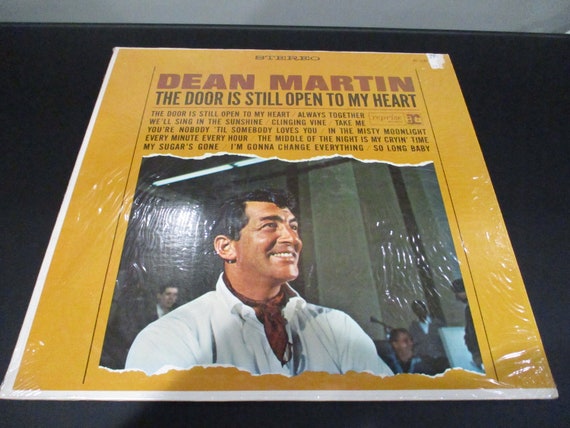 STEREO
DEAN MARTIN
THE DOOR IS STILL OPEN TO MY HEART
THE DOOR IS STILL OPEN TO MY HEART / ALWAYS TOGETHER
WE'LL SING IN THE SUNSHINE / CLINGING VINE / TAKE ME
reprise
YOU'RE NOBODY 'TIL SOMEBODY LOVES YOU / IN THE MISTY MOONLIGHT
EVERY MINUTE EVERY HOUR THE MIDDLE OF THE NIGHT IS MY CRYIN' TIME
MY SUGAR'S GONE / I'M GONNA CHANGE EVERYTHING / SO LONG BABY